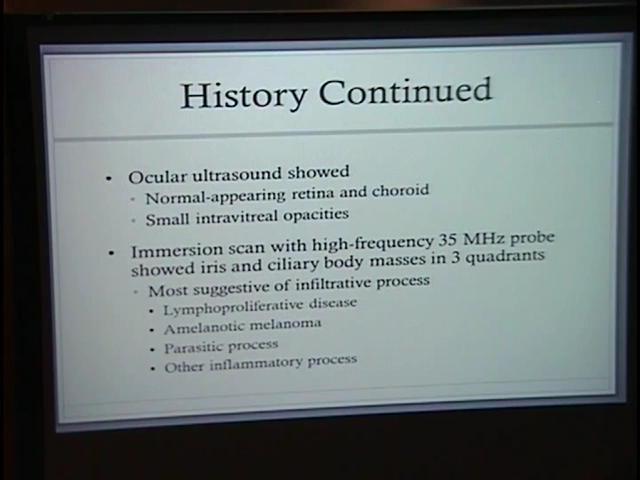 History Continued
• Ocular ultrasound showed
• Normal-appearing retina and choroid
• Small intravitreal opacities
• Immersion scan with high-frequency 35 MHz probe
showed iris and ciliary body masses in 3 quadrants
• Most suggestive of infiltrative process
• Lymphoproliferative disease
• Amelanotic melanoma
• Parasitic process
• Other inflammatory process